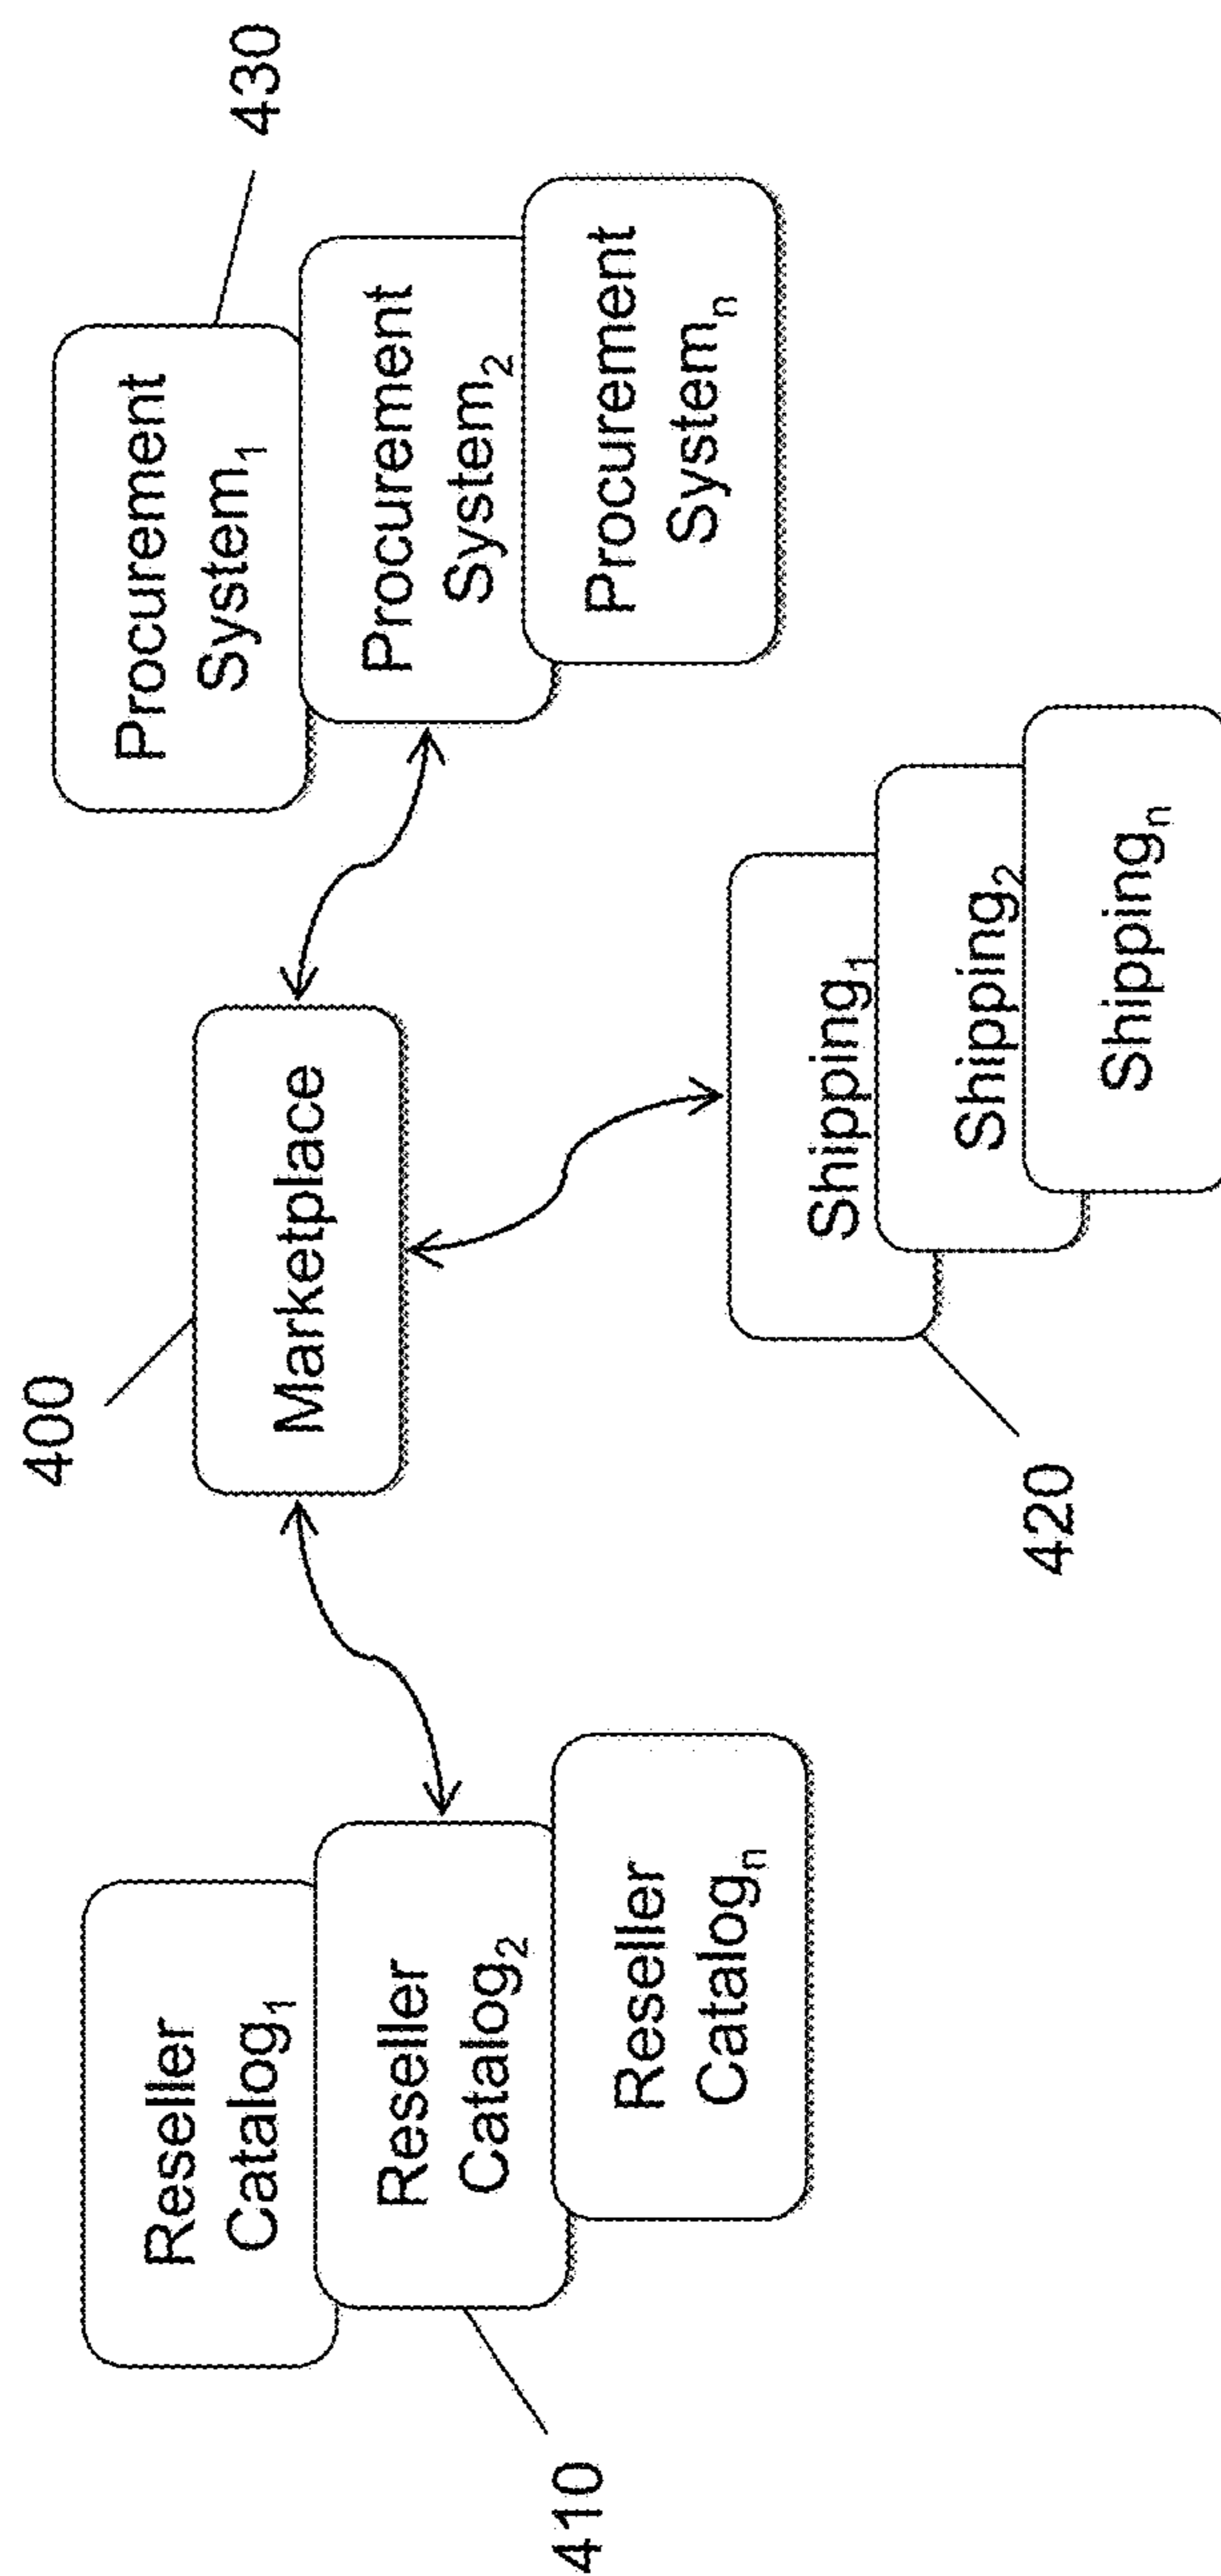 400
Marketplace
430
Procurement
System₁
Procurement
System₂
Procurement
Systemₙ
Reseller
Catalog₁
Reseller
Catalog₂
Reseller
Catalogₙ
410
Shipping₁
Shipping₂
Shippingₙ
420